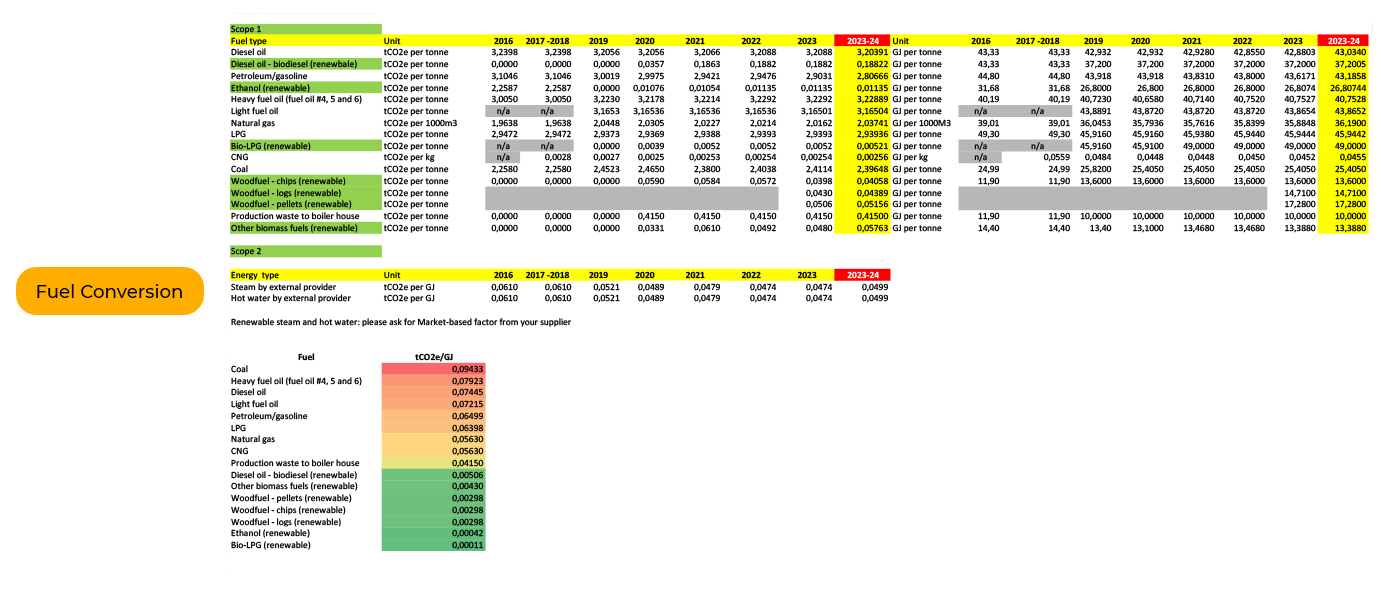 Scope 1
Fuel type Unit 2016 2017 -2018 2019 2020 2021 2022 2023 2023-24 Unit 2016 2017 -2018 2019 2020 2021 2022 2023 2023-24
Diesel oil tCO2e per tonne 3,2398 3,2398 3,2056 3,2056 3,2066 3,2088 3,2088 3,20391 GJ per tonne 43,33 43,33 42,932 42,932 42,9280 42,8550 42,8803 43,0340
Diesel oil - biodiesel (renewbale) tCO2e per tonne 0,0000 0,0000 0,0000 0,0357 0,1863 0,1882 0,1882 0,18822 GJ per tonne 43,33 43,33 37,200 37,2000 37,2000 37,2000 37,2000 37,2005
Petroleum/gasoline tCO2e per tonne 3,1046 3,1046 3,0019 2,9975 2,9421 2,9476 2,9031 2,80666 GJ per tonne 44,80 44,80 43,918 43,918 43,8310 43,8000 43,6171 43,1858
Ethanol (renewable) tCO2e per tonne 2,2587 2,2587 0,0000 0,01076 0,01054 0,01135 0,01135 0,01135 GJ per tonne 31,68 31,68 26,8000 26,800 26,8000 26,8000 26,8074 26,80744
Heavy fuel oil (fuel oil #4, 5 and 6) tCO2e per tonne 3,0050 3,0050 3,2230 3,2178 3,2214 3,2292 3,2292 3,22889 GJ per tonne 40,19 40,19 40,7230 40,6580 40,7140 40,7520 40,7527 40,7528
Light fuel oil tCO2e per tonne n/a n/a 3,1653 3,16536 3,16536 3,16536 3,16501 3,16504 GJ per tonne n/a n/a 43,8891 43,8720 43,8720 43,8720 43,8654 43,8652
Natural gas tCO2e per 1000m3 1,9638 1,9638 2,0448 2,0305 2,0227 2,0214 2,0162 2,03741 GJ per 1000M3 39,01 39,01 36,0453 35,7936 35,7616 35,8399 35,8848 36,1900
LPG tCO2e per tonne 2,9472 2,9472 2,9373 2,9369 2,9388 2,9393 2,9393 2,93936 GJ per tonne 49,30 49,30 45,9160 45,9160 45,9380 45,9440 45,9444 45,9442
Bio-LPG (renewable) tCO2e per tonne n/a n/a 0,0000 0,0039 0,0052 0,0052 0,0052 0,00521 GJ per tonne n/a n/a 45,9160 45,9100 49,0000 49,0000 49,0000 49,0000
CNG tCO2e per kg n/a 0,0028 0,0027 0,0025 0,00253 0,00254 0,00254 0,00256 GJ per kg n/a 0,0559 0,0484 0,0448 0,0448 0,0450 0,0452 0,0455
Coal tCO2e per tonne 2,2580 2,2580 2,4523 2,4650 2,3800 2,4038 2,4114 2,39648 GJ per tonne 24,99 24,99 25,8200 25,4050 25,4050 25,4050 25,4050 25,4050
Woodfuel - chips (renewable) tCO2e per tonne 0,0000 0,0000 0,0000 0,0590 0,0584 0,0572 0,0398 0,04058 GJ per tonne 11,90 11,90 13,6000 13,6000 13,6000 13,6000 13,6000 13,6000
Woodfuel - logs (renewable) tCO2e per tonne 0,0430 0,04389 GJ per tonne 14,7100 14,7100
Woodfuel - pellets (renewable) tCO2e per tonne 0,0506 0,05156 GJ per tonne 17,2800 17,2800
Production waste to boiler house tCO2e per tonne 0,0000 0,0000 0,0000 0,4150 0,4150 0,4150 0,4150 0,41500 GJ per tonne 11,90 11,90 10,0000 10,0000 10,0000 10,0000 10,0000 10,0000
Other biomass fuels (renewable) tCO2e per tonne 0,0000 0,0000 0,0000 0,0331 0,0610 0,0492 0,0480 0,05763 GJ per tonne 14,40 14,40 13,40 13,1000 13,4680 13,4680 13,3880 13,3880
Scope 2
Fuel Conversion
Energy type Unit 2016 2017 -2018 2019 2020 2021 2022 2023 2023-24
Steam by external provider tCO2e per GJ 0,0610 0,0610 0,0521 0,0489 0,0479 0,0474 0,0474 0,0499
Hot water by external provider tCO2e per GJ 0,0610 0,0610 0,0521 0,0489 0,0479 0,0474 0,0474 0,0499
Renewable steam and hot water: please ask for Market-based factor from your supplier
Fuel tCO2e/GJ
Coal 0,09433
Heavy fuel oil (fuel oil #4, 5 and 6) 0,07923
Diesel oil 0,07445
Light fuel oil 0,07215
Petroleum/gasoline 0,06499
LPG 0,06398
Natural gas 0,05630
CNG 0,05630
Production waste to boiler house 0,04150
Diesel oil - biodiesel (renewbale) 0,00506
Other biomass fuels (renewable) 0,00430
Woodfuel - pellets (renewable) 0,00298
Woodfuel - chips (renewable) 0,00298
Woodfuel - logs (renewable) 0,00298
Ethanol (renewable) 0,00042
Bio-LPG (renewable) 0,00011